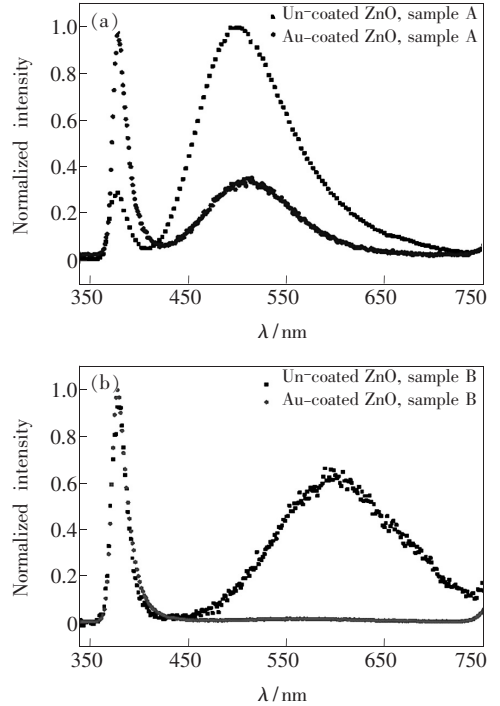 (a)
Un-coated ZnO, sample A
Au-coated ZnO, sample A
1.0
0.8
0.6
0.4
0.2
0
Normalized intensity
350 450 550 650 750
λ/nm
(b)
Un-coated ZnO, sample B
Au-coated ZnO, sample B
1.0
0.8
0.6
0.4
0.2
0
Normalized intensity
350 450 550 650 750
λ/nm